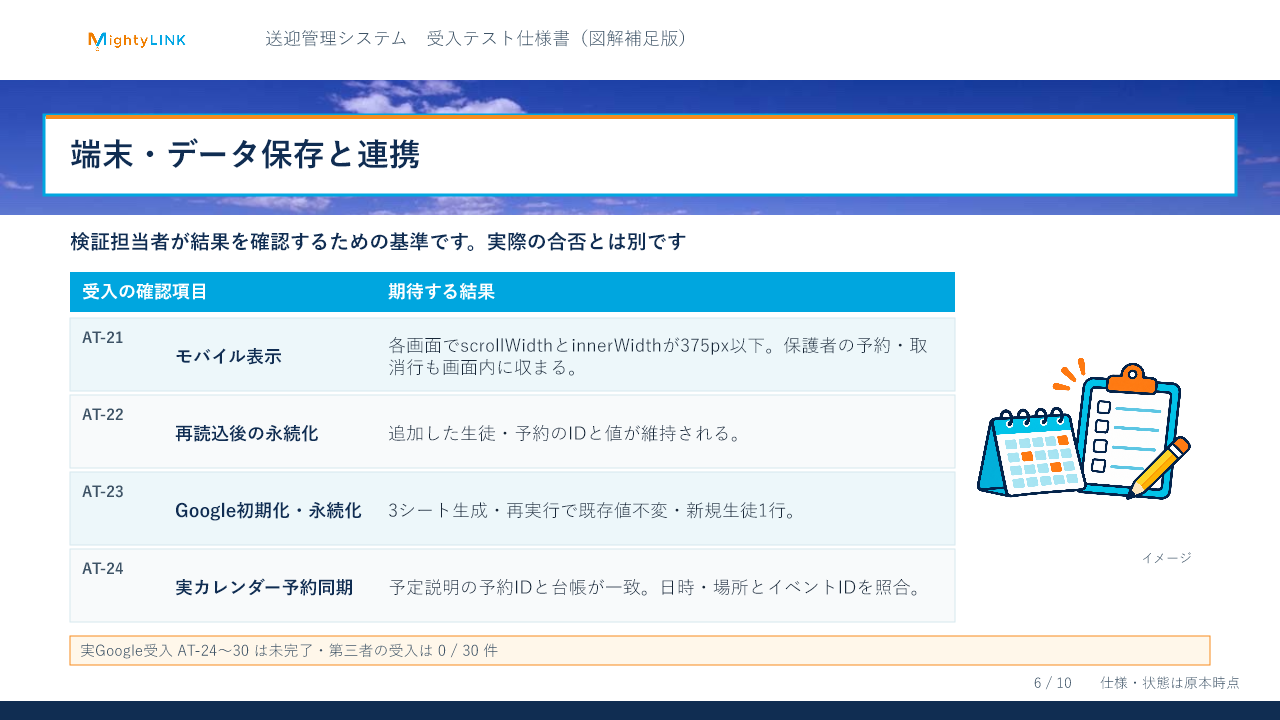 MightyLINK
送迎管理システム　受入テスト仕様書（図解補足版）
端末・データ保存と連携
検証担当者が結果を確認するための基準です。実際の合否とは別です
受入の確認項目　期待する結果
AT-21
モバイル表示
各画面でscrollWidthとinnerWidthが375px以下。保護者の予約・取
消行も画面内に収まる。
AT-22
再読込後の永続化
追加した生徒・予約のIDと値が維持される。
AT-23
Google初期化・永続化
3シート生成・再実行で既存値不変・新規生徒1行。
AT-24
実カレンダー予約同期
予定説明の予約IDと台帳が一致。日時・場所とイベントIDを照合。
イメージ
実Google受入 AT-24～30 は未完了・第三者の受入は 0 / 30 件
6 / 10　仕様・状態は原本時点